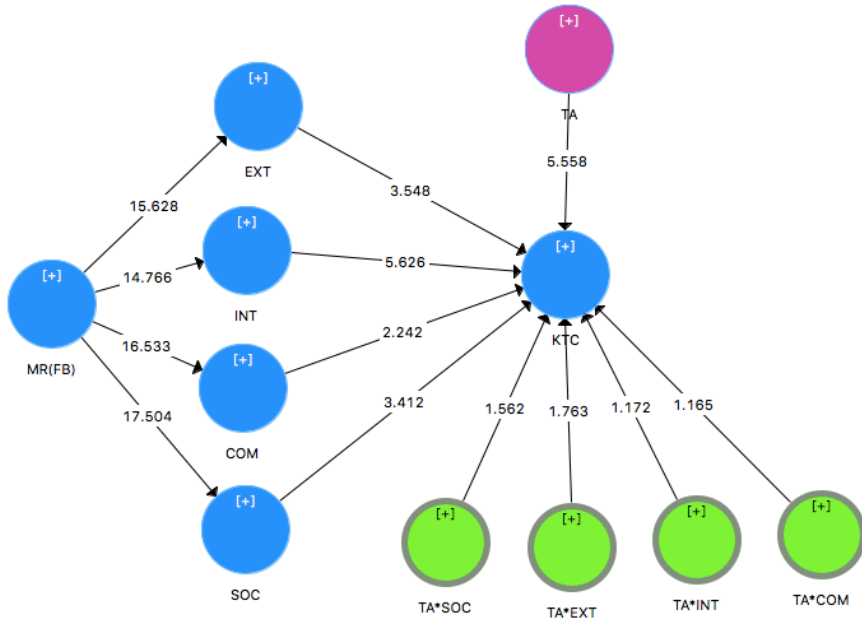 [+]
TA
[+]
EXT
5.558
15.628
3.548
[+]
INT
14.766
5.626
[+]
KTC
[+]
MR(FB)
16.533
2.242
[+]
COM
17.504
3.412
1.562
1.763
1.172
1.165
[+]
SOC
[+]
TA*SOC
[+]
TA*EXT
[+]
TA*INT
[+]
TA*COM